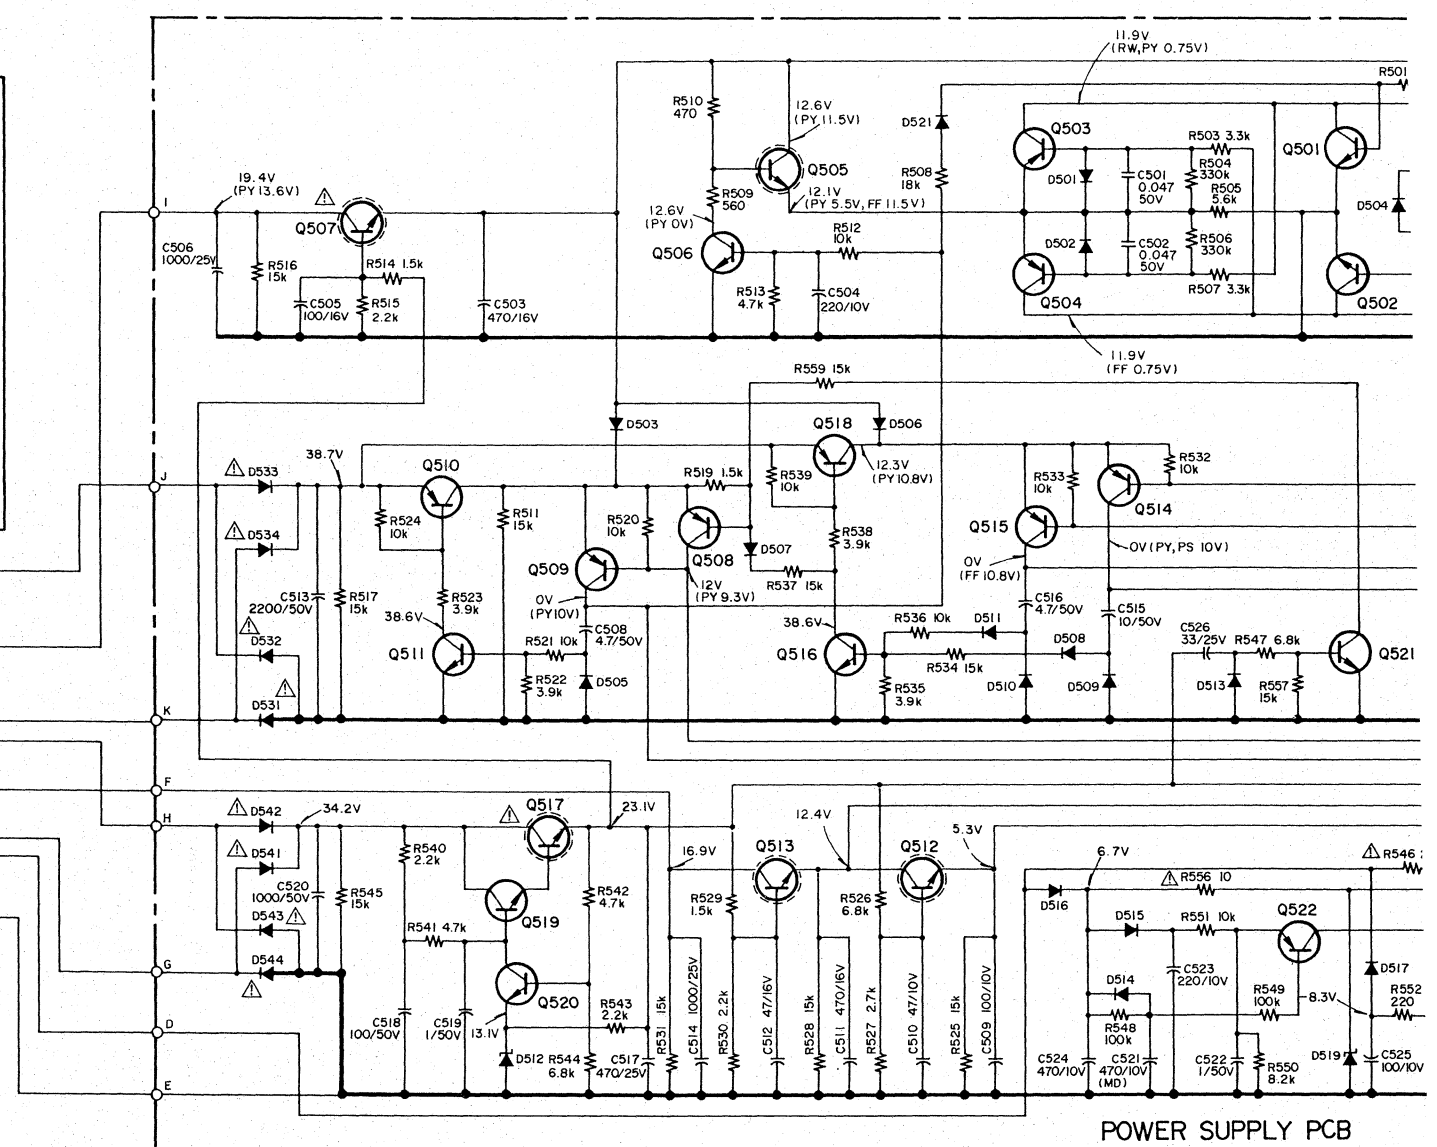 11.9V
(RW,PY 0.75V)
R501
R510
470
12.6V
(PY 11.5V)
D521
Q503
R503 3.3k
Q501
R504
330k
Q505
R508
18k
D501
C501
0.047
50V
R505
5.6k
19.4V
(PY 13.6V)
I
R509
560
12.1V
(PY 5.5V, FF 11.5V)
D504
Q507
12.6V
(PY 0V)
R512
10k
C506
1000/25V
Q506
D502
C502
0.047
50V
R506
330k
R516
15k
R514 1.5k
R513
4.7k
C504
220/10V
R507 3.3k
C505
100/16V
R515
2.2k
C503
470/16V
Q504
Q502
11.9V
(FF 0.75V)
R559 15k
D503
Q518
D506
38.7V
J
D533
Q510
R519 1.5k
R539
10k
12.3V
(PY 10.8V)
R533
10k
R532
10k
R524
10k
R511
15k
R520
10k
Q514
D534
Q508
R538
3.9k
Q515
D507
0V (PY, PS 10V)
Q509
R537 15k
0V
(FF 10.8V)
12V
(PY 9.3V)
C513
2200/50V
R517
15k
R523
3.9k
0V
(PY10V)
C516
4.7/50V
C515
10/50V
38.6V
38.6V
C508
4.7/50V
R536 10k
D511
D532
R521 10k
D508
C526
33/25V
R547 6.8k
Q511
Q516
R534 15k
Q521
D531
R522
3.9k
D505
R535
3.9k
D510
D509
D513
R557
15k
K
F
H
D542
34.2V
Q517
23.1V
12.4V
5.3V
D541
R540
2.2k
16.9V
Q513
Q512
6.7V
R546
C520
1000/50V
R545
15k
R542
4.7k
R529
1.5k
R526
6.8k
D516
R556 10
D543
R541 4.7k
Q519
D515
R551 10k
Q522
G
D544
Q520
C523
220/10V
D517
D514
R549
100k
8.3V
R552
220
C518
100/50V
C519
1/50V
13.1V
R543
2.2k
R531 15k
C514 1000/25V
R530 2.2k
C512 47/16V
R528 15k
C511 470/16V
R527 2.7k
C510 47/10V
R525 15k
C509 100/10V
R548
100k
D
D512
R544
6.8k
C517
470/25V
C524
470/10V
C521
470/10V
(MD)
C522
1/50V
R550
8.2k
D519
C525
100/10V
E
POWER SUPPLY PCB